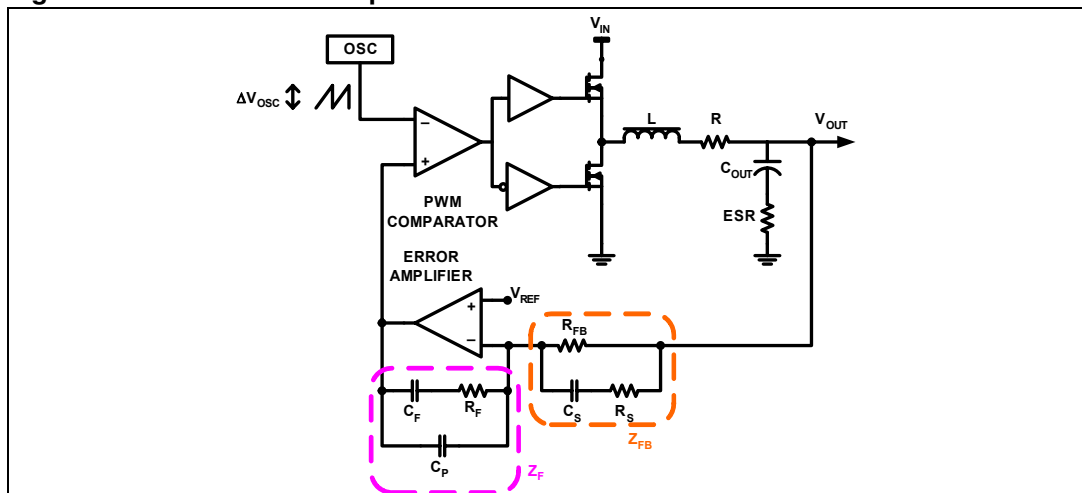 OSC
V_IN
ΔV_OSC
L
R
V_OUT
C_OUT
ESR
PWM
COMPARATOR
ERROR
AMPLIFIER
V_REF
R_FB
C_F
R_F
C_S
R_S
Z_FB
C_P
Z_F